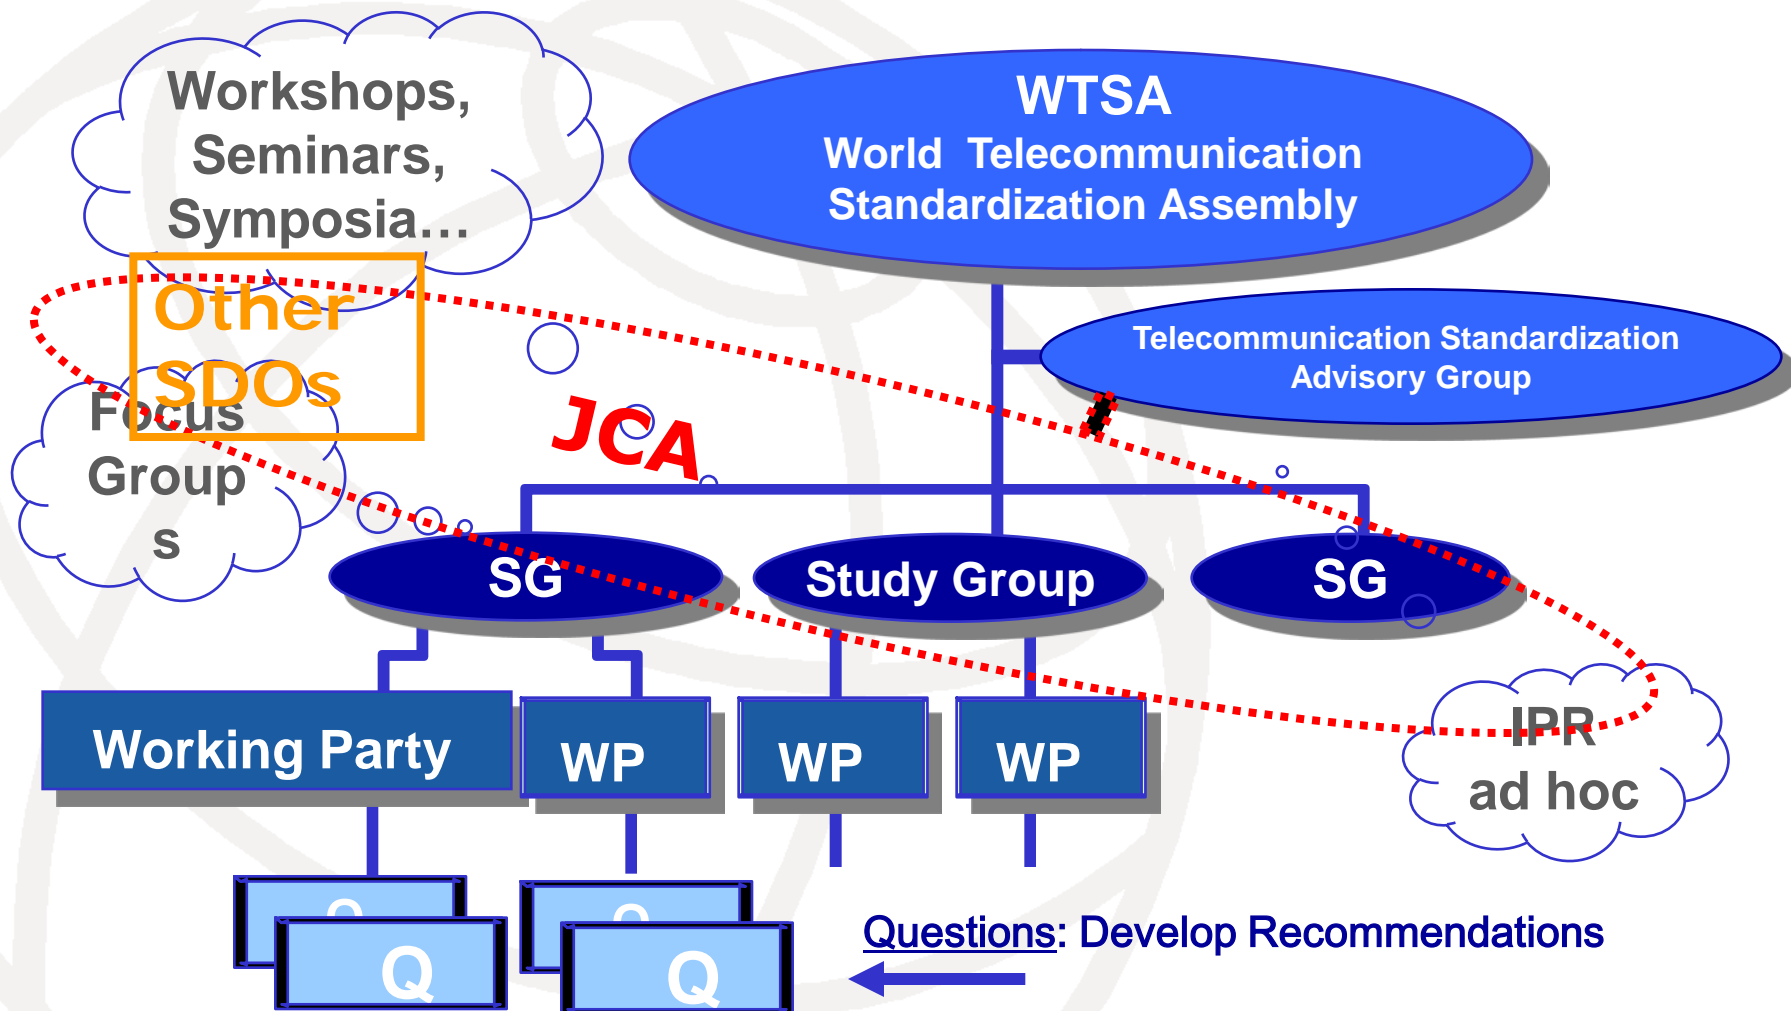 Workshops,
Seminars,
Symposia…
WTSA
World Telecommunication
Standardization Assembly
Other
SDOs
Telecommunication Standardization
Advisory Group
Focus
Group
s
JCA
SG
Study Group
SG
Working Party
WP
WP
WP
IPR
ad hoc
Q
Q
Q
Q
Questions: Develop Recommendations